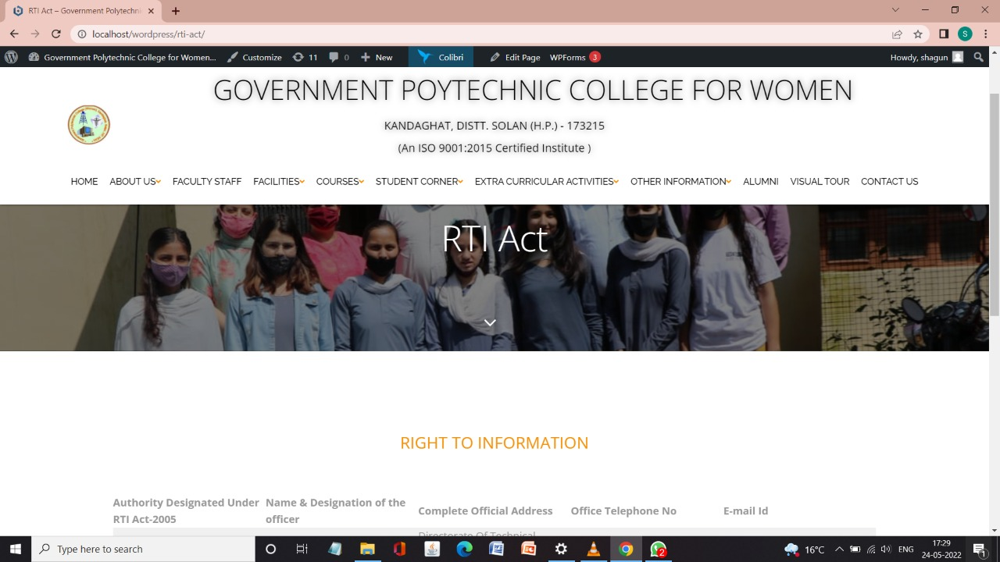 RTI Act – Government Polytechni
localhost/wordpress/rti-act/
S
Government Polytechnic College for Women...
Customize
11
0
New
Colibri
Edit Page
WPForms 3
Howdy, shagun
GOVERNMENT POYTECHNIC COLLEGE FOR WOMEN
KANDAGHAT, DISTT. SOLAN (H.P.) - 173215
(An ISO 9001:2015 Certified Institute )
HOME ABOUT US FACULTY STAFF FACILITIES COURSES STUDENT CORNER EXTRA CURRICULAR ACTIVITIES OTHER INFORMATION ALUMNI VISUAL TOUR CONTACT US
RTI Act
RIGHT TO INFORMATION
Authority Designated Under
RTI Act-2005
Name & Designation of the
officer
Complete Official Address
Office Telephone No
E-mail Id
Directorate Of Technical
Type here to search
2
16°C
ENG
17:29
24-05-2022
1